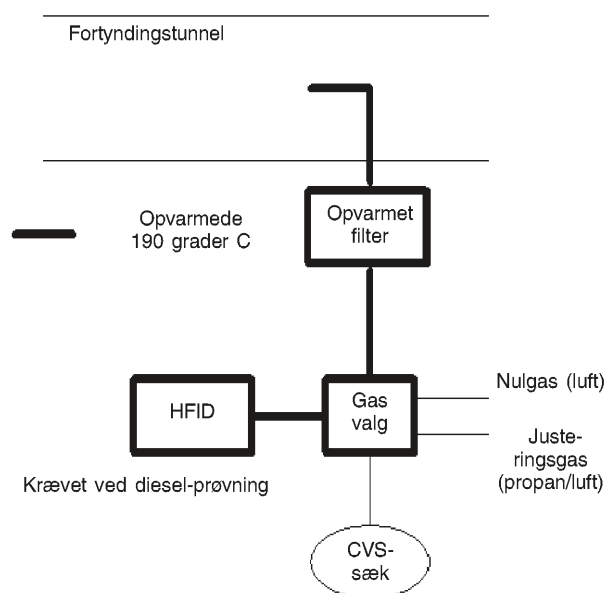 Fortyndingstunnel
Opvarmede
190 grader C
Opvarmet
filter
HFID
Gas
valg
Nulgas (luft)
Juste-
ringsgas
(propan/luft)
Krævet ved diesel-prøvning
CVS-
sæk